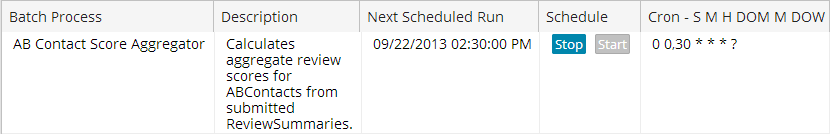 Batch Process Description Next Scheduled Run Schedule Cron - S M H DOM M DOW
AB Contact Score Aggregator Calculates 09/22/2013 02:30:00 PM Stop Start 0 0,30 * * * ?
aggregate review
scores for
ABContacts from
submitted
ReviewSummaries.